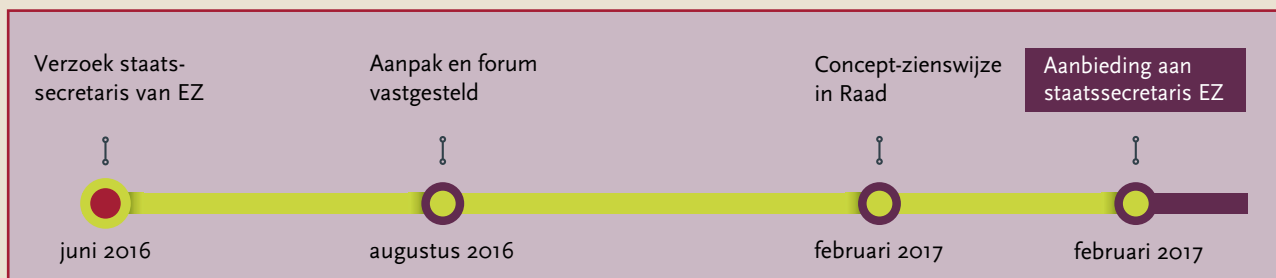 Verzoek staats-
secretaris van EZ
Aanpak en forum
vastgesteld
Concept-zienswijze
in Raad
Aanbieding aan
staatssecretaris EZ
juni 2016
augustus 2016
februari 2017
februari 2017